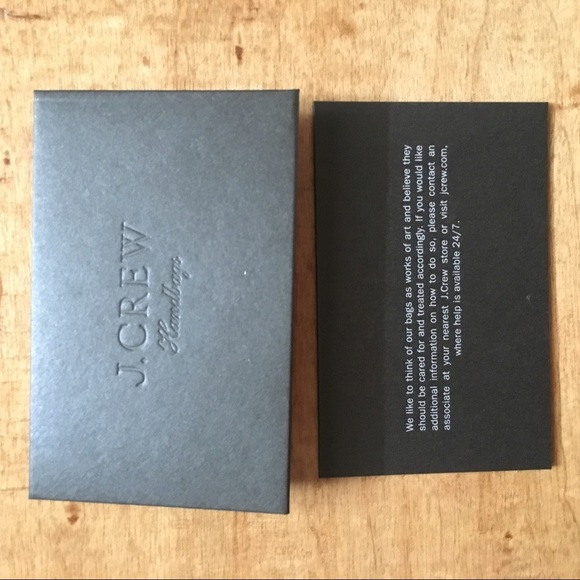 J.CREW
Handbags
We like to think of our bags as works of art and believe they
should be cared for and treated accordingly. If you would like
additional information on how to do so, please contact an
associate at your nearest J.Crew store or visit jcrew.com,
where help is available 24/7.